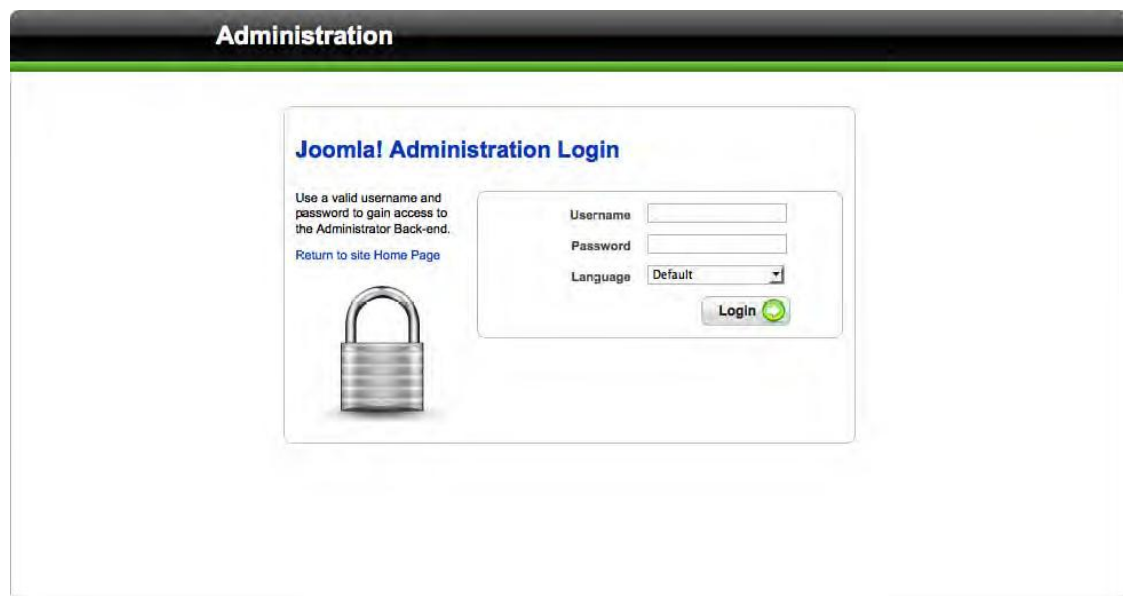 Administration
Joomla! Administration Login
Use a valid username and
password to gain access to
the Administrator Back-end.
Return to site Home Page
Username
Password
Language
Default
Login